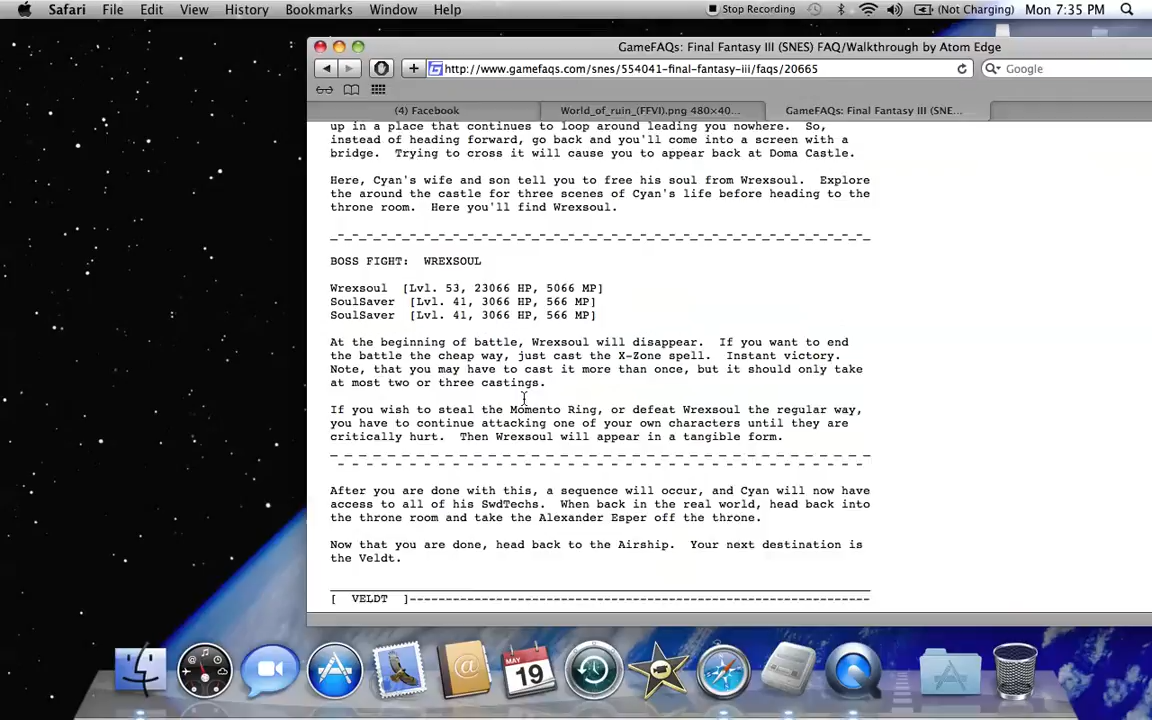 Safari File Edit View History Bookmarks Window Help Stop Recording (Not Charging) Mon 7:35 PM
GameFAQs: Final Fantasy III (SNES) FAQ/Walkthrough by Atom Edge
http://www.gamefaqs.com/snes/554041-final-fantasy-iii/faqs/20665 Google
(4) Facebook World_of_ruin_(FFVI).png 480×40... GameFAQs: Final Fantasy III (SNE...
up in a place that continues to loop around leading you nowhere. So,
instead of heading forward, go back and you'll come into a screen with a
bridge. Trying to cross it will cause you to appear back at Doma Castle.
Here, Cyan's wife and son tell you to free his soul from Wrexsoul. Explore
the around the castle for three scenes of Cyan's life before heading to the
throne room. Here you'll find Wrexsoul.
BOSS FIGHT: WREXSOUL
Wrexsoul [Lvl. 53, 23066 HP, 5066 MP]
SoulSaver [Lvl. 41, 3066 HP, 566 MP]
SoulSaver [Lvl. 41, 3066 HP, 566 MP]
At the beginning of battle, Wrexsoul will disappear. If you want to end
the battle the cheap way, just cast the X-Zone spell. Instant victory.
Note, that you may have to cast it more than once, but it should only take
at most two or three castings.
If you wish to steal the Momento Ring, or defeat Wrexsoul the regular way,
you have to continue attacking one of your own characters until they are
critically hurt. Then Wrexsoul will appear in a tangible form.
After you are done with this, a sequence will occur, and Cyan will now have
access to all of his SwdTechs. When back in the real world, head back into
the throne room and take the Alexander Esper off the throne.
Now that you are done, head back to the Airship. Your next destination is
the Veldt.
[ VELDT ]------------------------------------------------------------
MAY
19